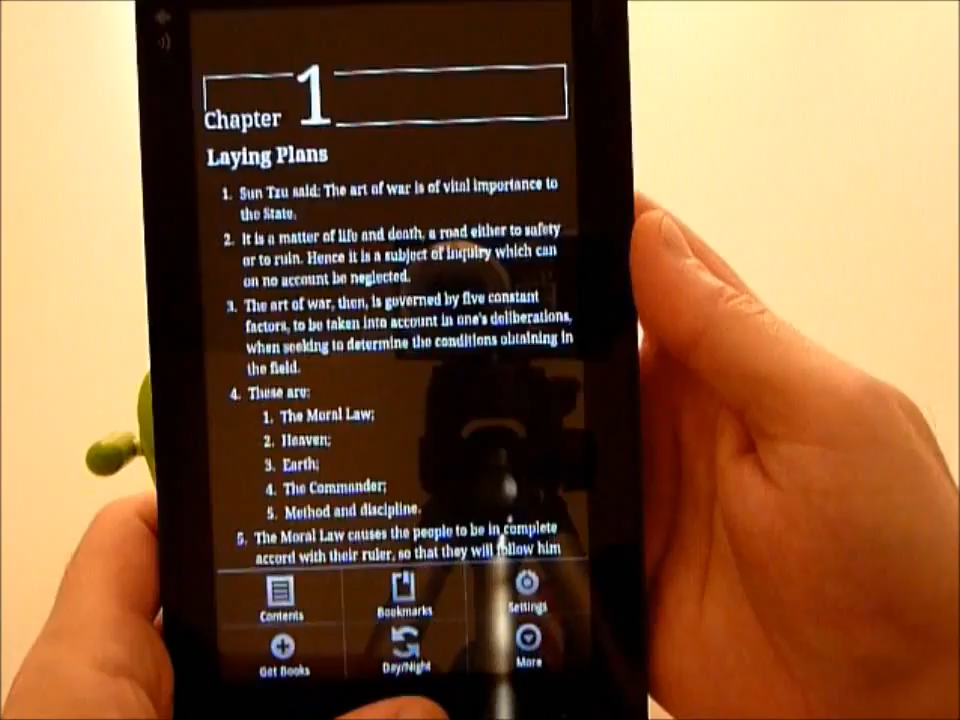 Chapter 1
Laying Plans
1. Sun Tzu said: The art of war is of vital importance to
the State.
2. It is a matter of life and death, a road either to safety
or to ruin. Hence it is a subject of inquiry which can
on no account be neglected.
3. The art of war, then, is governed by five constant
factors, to be taken into account in one's deliberations,
when seeking to determine the conditions obtaining in
the field.
4. These are:
1. The Moral Law;
2. Heaven;
3. Earth;
4. The Commander;
5. Method and discipline.
5. The Moral Law causes the people to be in complete
accord with their ruler, so that they will follow him
Contents Bookmarks Settings
Get Books Day/Night More